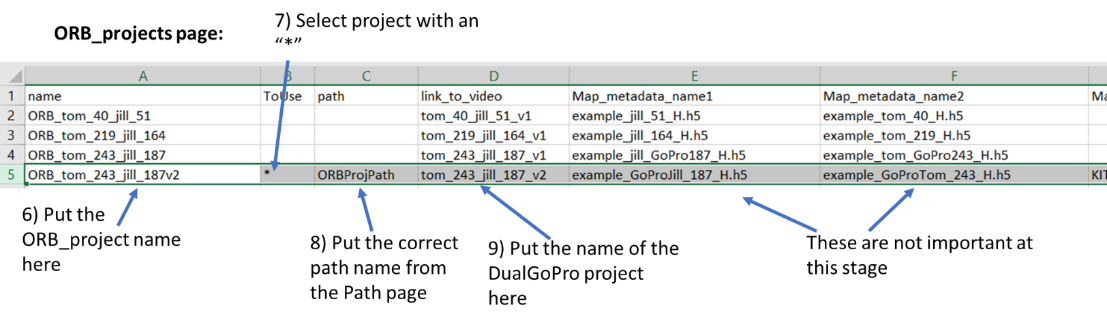 7) Select project with an
“*”
ORB_projects page:
A B C D E F
1 name ToUse path link_to_video Map_metadata_name1 Map_metadata_name2 Ma
2 ORB_tom_40_jill_51 tom_40_jill_51_v1 example_jill_51_H.h5 example_tom_40_H.h5
3 ORB_tom_219_jill_164 tom_219_jill_164_v1 example_jill_164_H.h5 example_tom_219_H.h5
4 ORB_tom_243_jill_187 tom_243_jill_187_v1 example_jill_GoPro187_H.h5 example_tom_GoPro243_H.h5
5 ORB_tom_243_jill_187v2 * ORBProjPath tom_243_jill_187_v2 example_GoProJill_187_H.h5 example_GoProTom_243_H.h5 KIT
6) Put the
ORB_project name
here
8) Put the correct
path name from
the Path page
9) Put the name of the
DualGoPro project
here
These are not important at
this stage